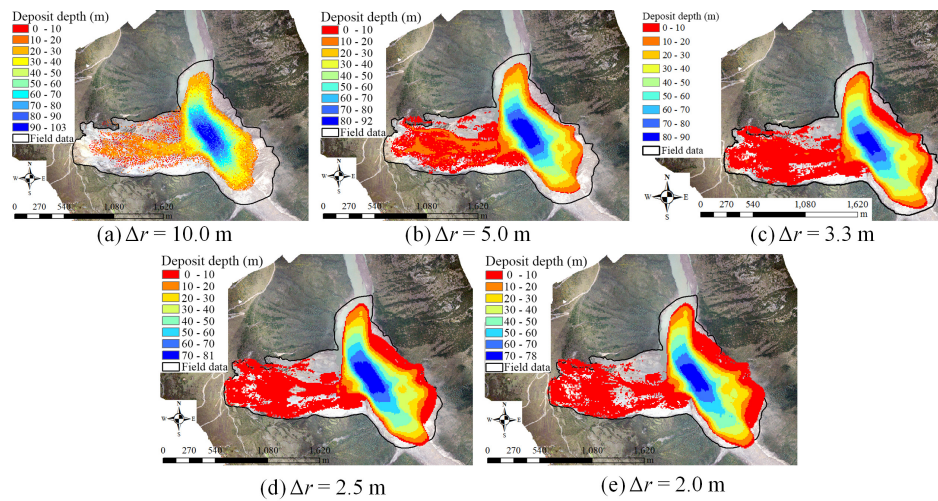 Deposit depth (m)
0 - 10
10 - 20
20 - 30
30 - 40
40 - 50
50 - 60
60 - 70
70 - 80
80 - 90
90 - 103
Field data
N
W E
S
0 270 540 1,080 1,620
m
(a) Δr = 10.0 m
Deposit depth (m)
0 - 10
10 - 20
20 - 30
30 - 40
40 - 50
50 - 60
60 - 70
70 - 80
80 - 92
Field data
N
W E
S
0 270 540 1,080 1,620
m
(b) Δr = 5.0 m
Deposit depth (m)
0 - 10
10 - 20
20 - 30
30 - 40
40 - 50
50 - 60
60 - 70
70 - 80
80 - 90
Field data
N
W E
S
0 270 540 1,080 1,620
m
(c) Δr = 3.3 m
Deposit depth (m)
0 - 10
10 - 20
20 - 30
30 - 40
40 - 50
50 - 60
60 - 70
70 - 81
Field data
N
W E
S
0 270 540 1,080 1,620
m
(d) Δr = 2.5 m
Deposit depth (m)
0 - 10
10 - 20
20 - 30
30 - 40
40 - 50
50 - 60
60 - 70
70 - 78
Field data
N
W E
S
0 270 540 1,080 1,620
m
(e) Δr = 2.0 m